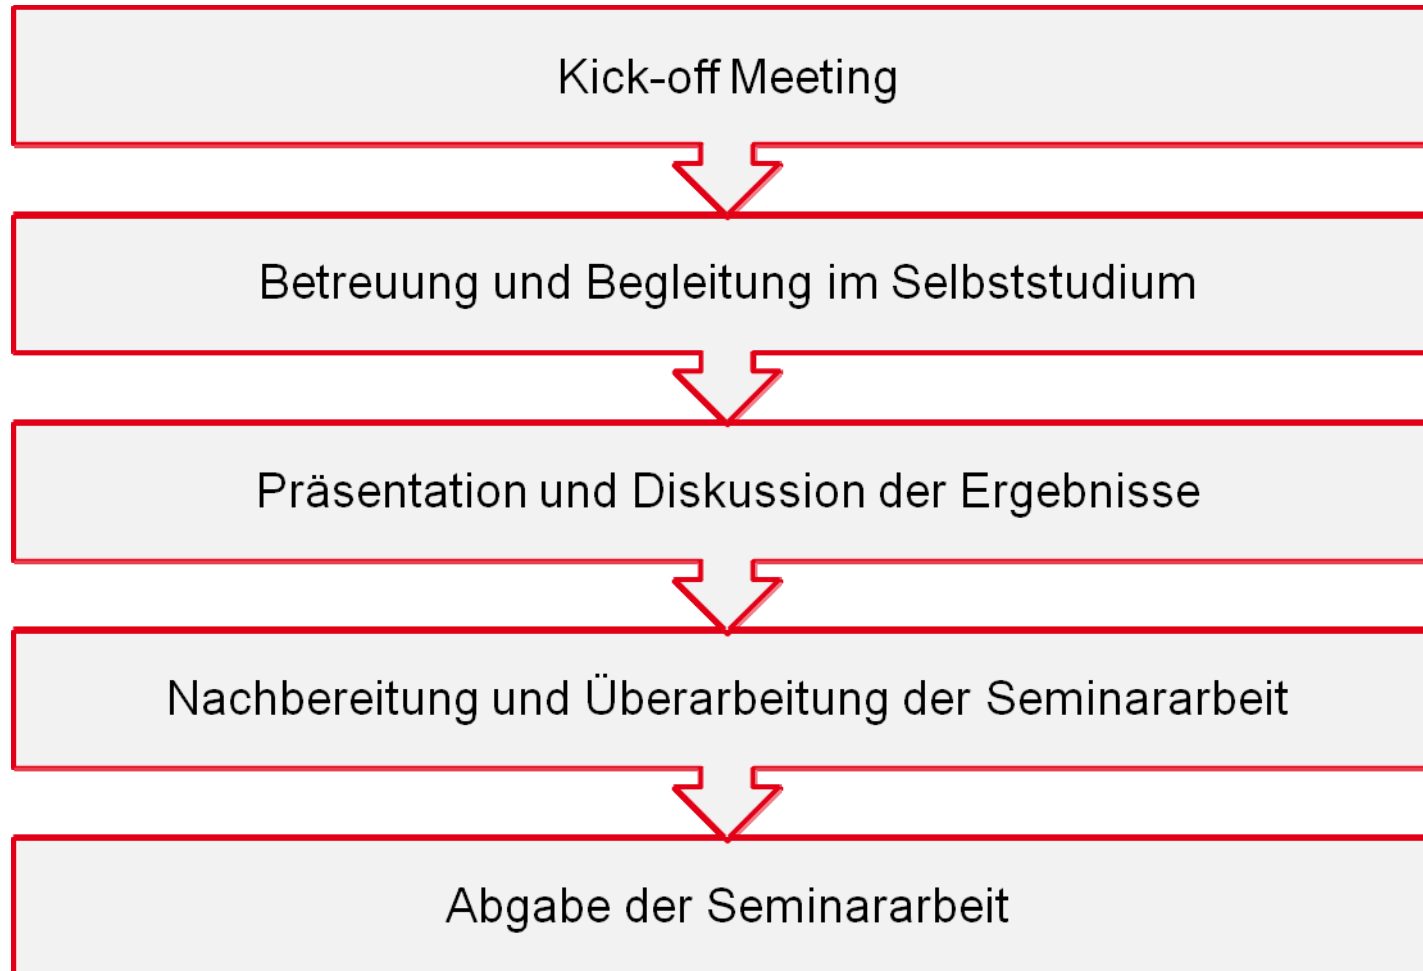 Kick-off Meeting
Betreuung und Begleitung im Selbststudium
Präsentation und Diskussion der Ergebnisse
Nachbereitung und Überarbeitung der Seminararbeit
Abgabe der Seminararbeit